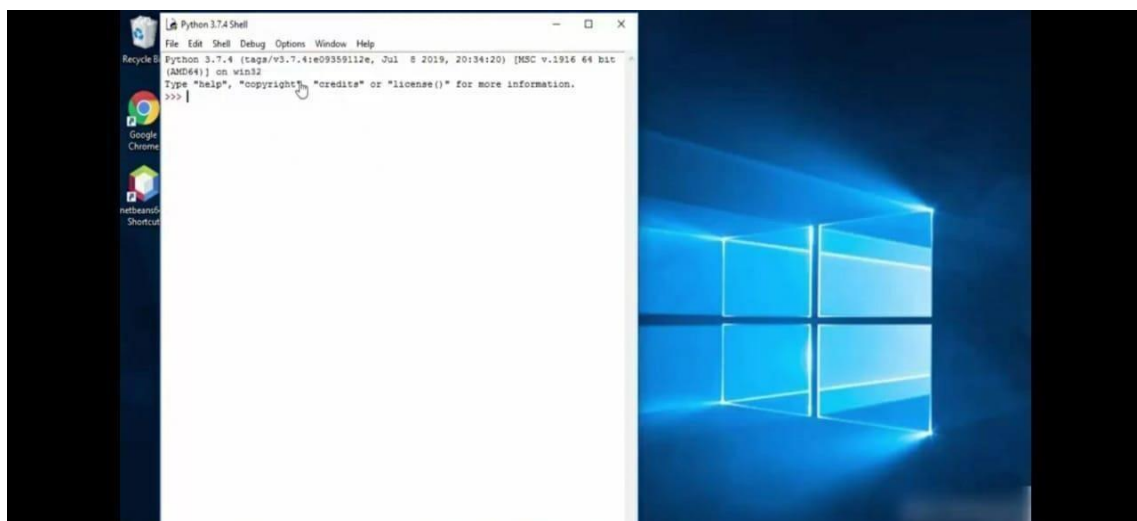 Python 3.7.4 Shell
File Edit Shell Debug Options Window Help
Python 3.7.4 (tags/v3.7.4:e09359112e, Jul 8 2019, 20:34:20) [MSC v.1916 64 bit
(AMD64)] on win32
Type "help", "copyright", "credits" or "license()" for more information.
>>>
Recycle B
Google
Chrome
netbeans6
Shortcut